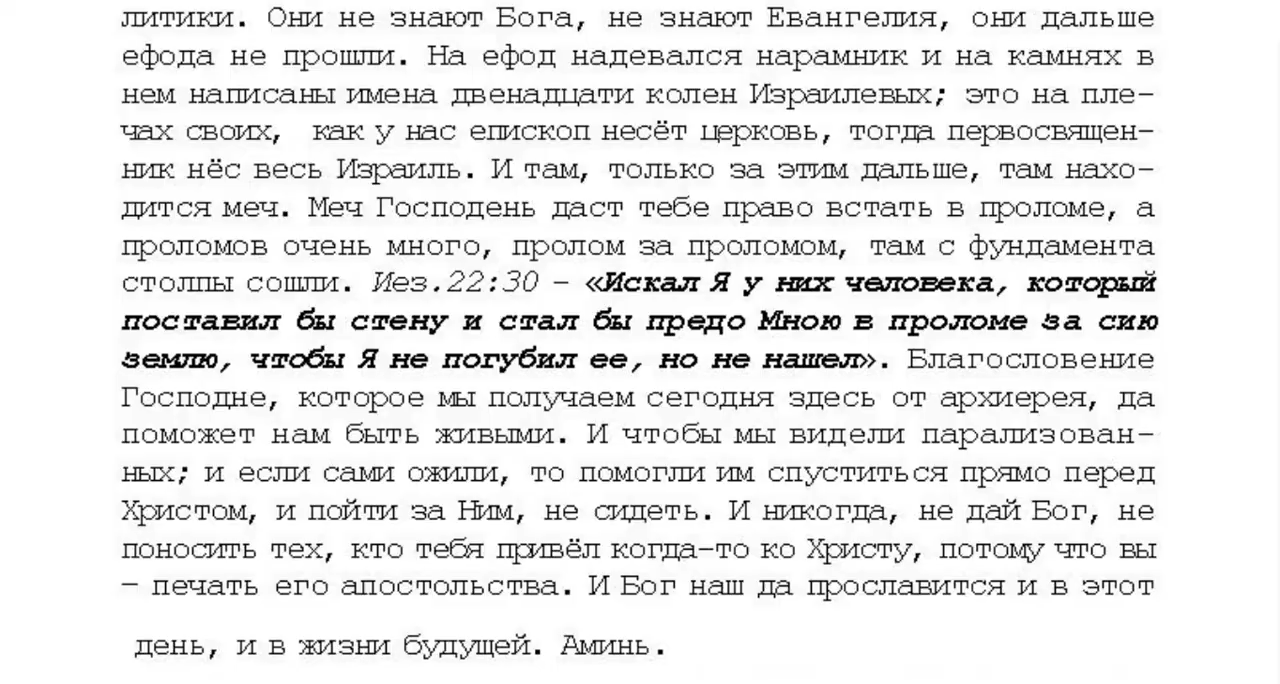 литики. Они не знают Бога, не знают Евангелия, они дальше
ефода не прошли. На ефод надевался нарамник и на камнях в
нем написаны имена двенадцати колен Израилевых; это на пле-
чах своих, как у нас епископ несёт церковь, тогда первосвящен-
ник нёс весь Израиль. И там, только за этим дальше, там нахо-
дится меч. Меч Господень даст тебе право встать в проломе, а
проломов очень много, пролом за проломом, там с фундамента
столпы сошли. Иез.22:30 – «Искал Я у них человека, который
поставил бы стену и стал бы предо Мною в проломе за сию
землю, чтобы Я не погубил ее, но не нашел». Благословение
Господне, которое мы получаем сегодня здесь от архиерея, да
поможет нам быть живыми. И чтобы мы видели парализован-
ных; и если сами ожили, то помогли им спуститься прямо перед
Христом, и пойти за Ним, не сидеть. И никогда, не дай Бог, не
поносить тех, кто тебя привёл когда-то ко Христу, потому что вы
– печать его апостольства. И Бог наш да прославится и в этот
день, и в жизни будущей. Аминь.